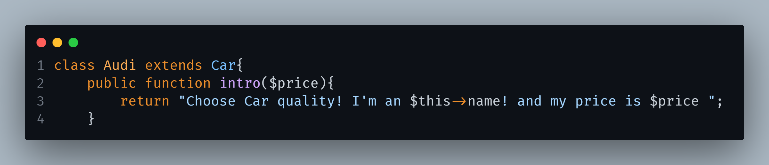 1 class Audi extends Car{
2     public function intro($price){
3         return "Choose Car quality! I'm an $this->name! and my price is $price ";
4     }